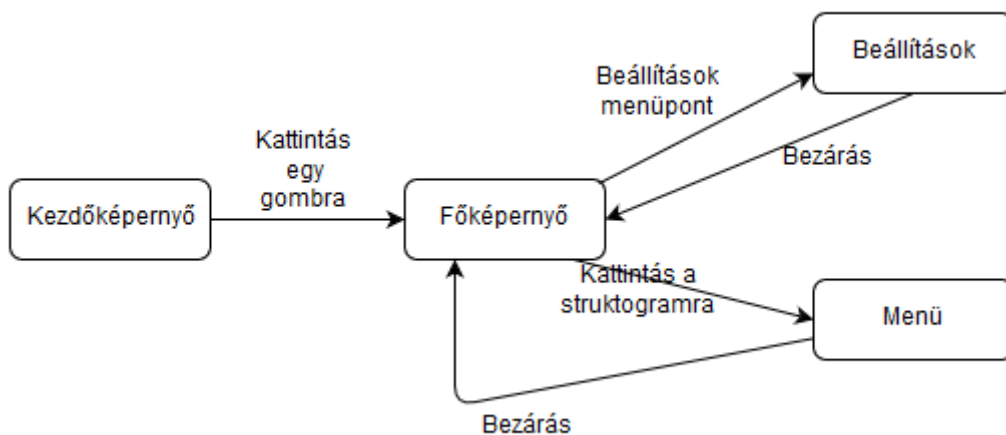 Beállítások
Beállítások
menüpont
Kattintás
egy
gombra
Bezárás
Kezdőképernyő
Főképernyő
Kattintás a
struktogramra
Menü
Bezárás